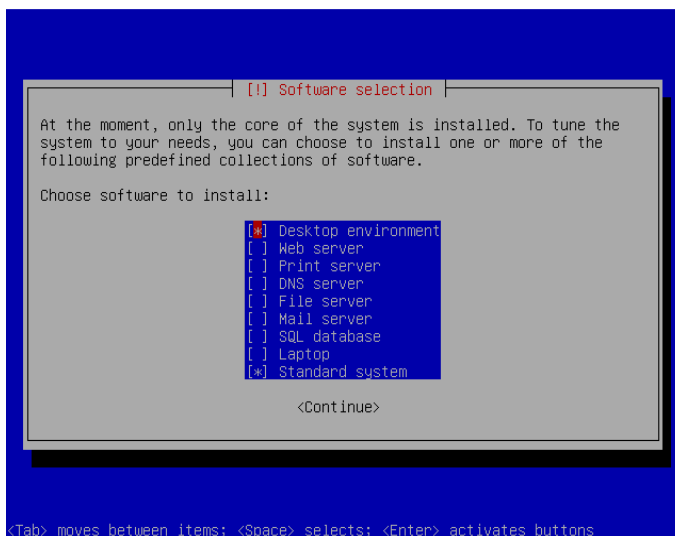 [!] Software selection
At the moment, only the core of the system is installed. To tune the
system to your needs, you can choose to install one or more of the
following predefined collections of software.
Choose software to install:
[*] Desktop environment
[ ] Web server
[ ] Print server
[ ] DNS server
[ ] File server
[ ] Mail server
[ ] SQL database
[ ] Laptop
[*] Standard system
<Continue>
<Tab> moves between items; <Space> selects; <Enter> activates buttons